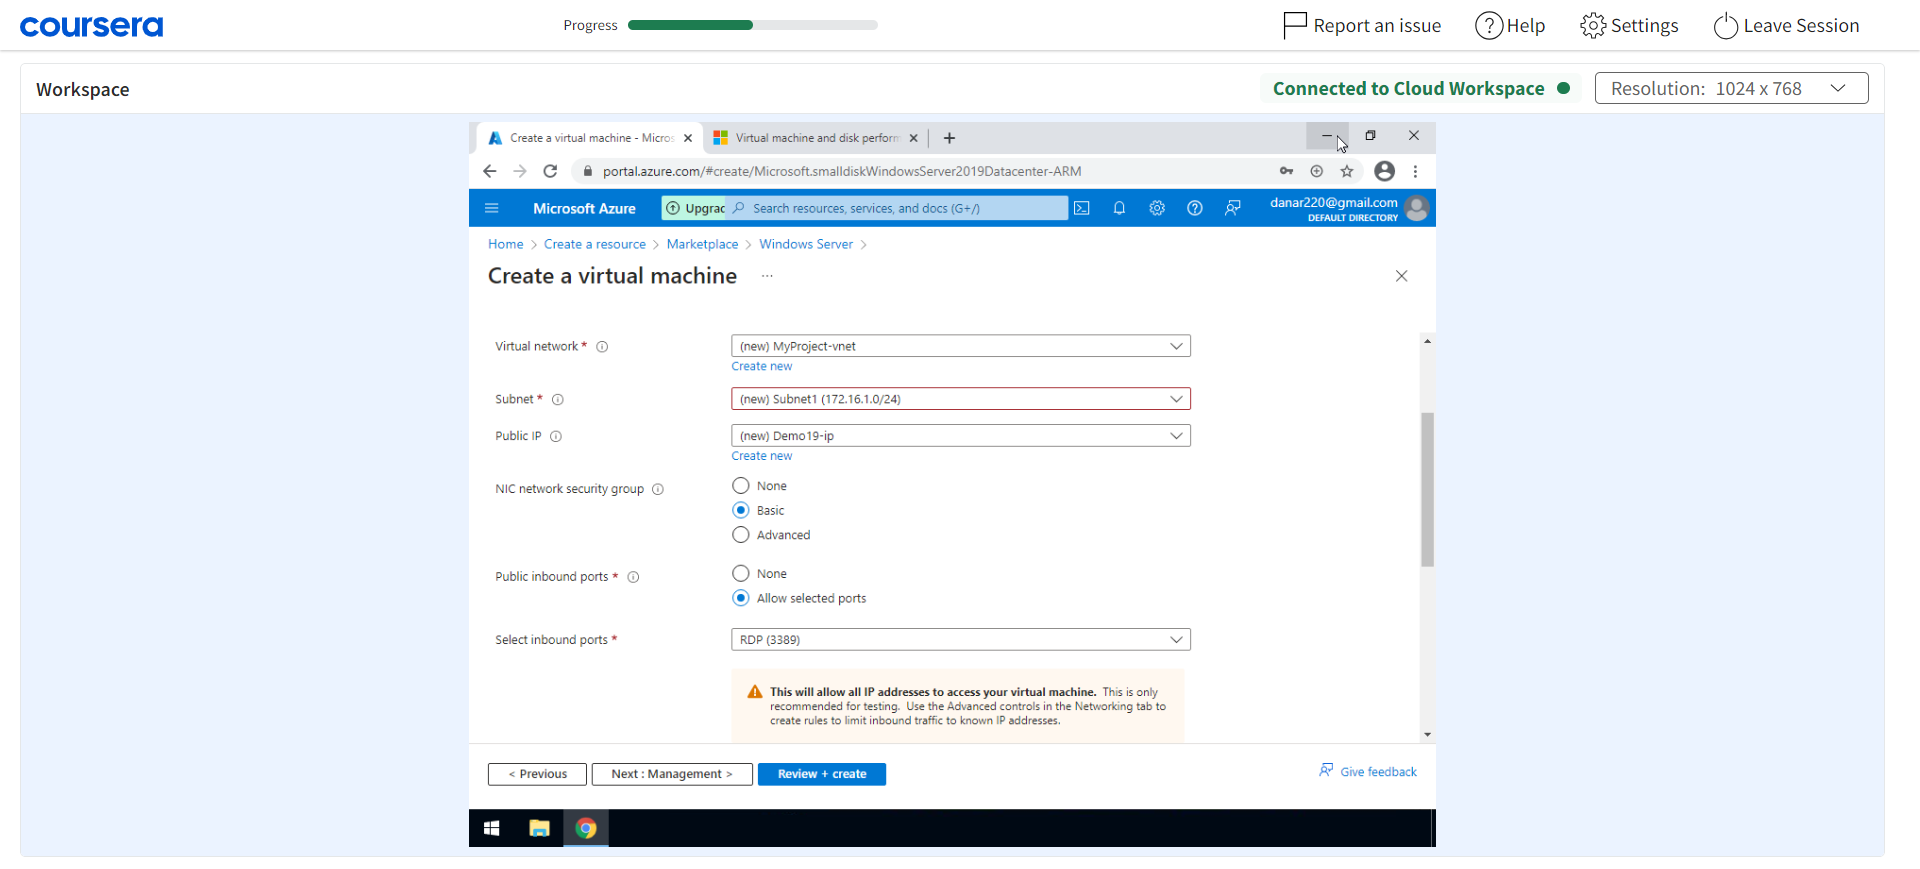 coursera
Progress
Report an issue
Help
Settings
Leave Session
Workspace
Connected to Cloud Workspace
Resolution: 1024 x 768
Create a virtual machine - Micros
Virtual machine and disk perform
portal.azure.com/#create/Microsoft.smalldiskWindowsServer2019Datacenter-ARM
Microsoft Azure
Upgrad
Search resources, services, and docs (G+/)
danar220@gmail.com
DEFAULT DIRECTORY
Home > Create a resource > Marketplace > Windows Server >
Create a virtual machine ...
Virtual network *
(new) MyProject-vnet
Create new
Subnet *
(new) Subnet1 (172.16.1.0/24)
Public IP
(new) Demo19-ip
Create new
NIC network security group
None
Basic
Advanced
Public inbound ports *
None
Allow selected ports
Select inbound ports *
RDP (3389)
This will allow all IP addresses to access your virtual machine. This is only
recommended for testing. Use the Advanced controls in the Networking tab to
create rules to limit inbound traffic to known IP addresses.
< Previous
Next : Management >
Review + create
Give feedback